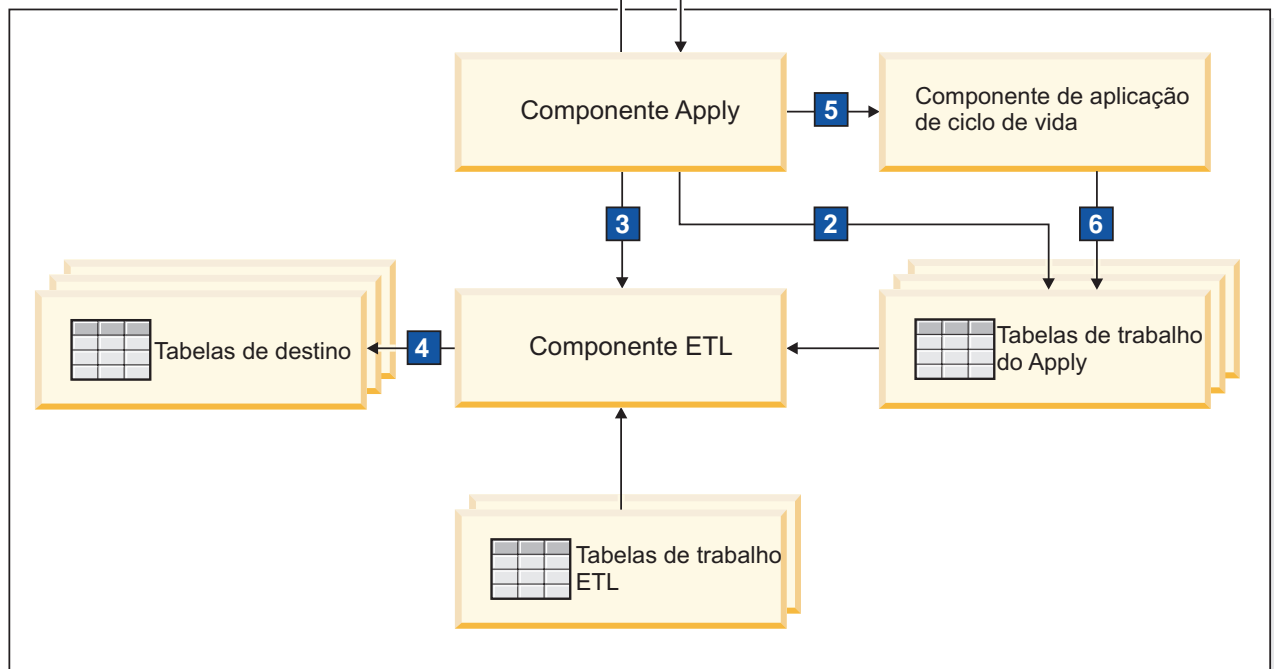 Componente Apply
5
Componente de aplicação
de ciclo de vida
3
2
6
Tabelas de destino
4
Componente ETL
Tabelas de trabalho
do Apply
Tabelas de trabalho
ETL